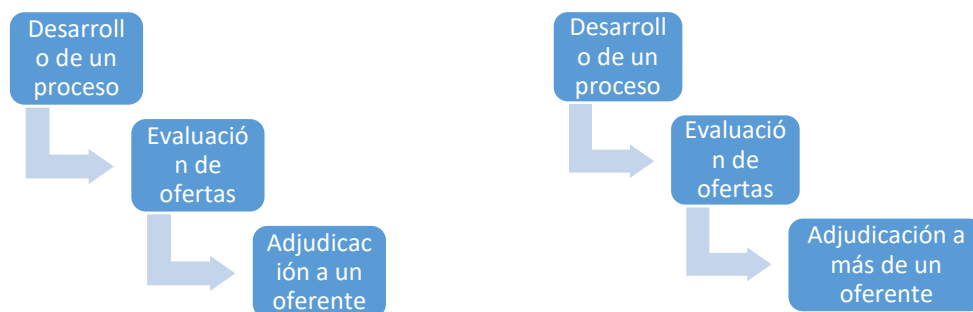 Desarroll
o de un
proceso
Evaluació
n de
ofertas
Adjudicac
ión a un
oferente
Desarroll
o de un
proceso
Evaluació
n de
ofertas
Adjudicación a
más de un
oferente